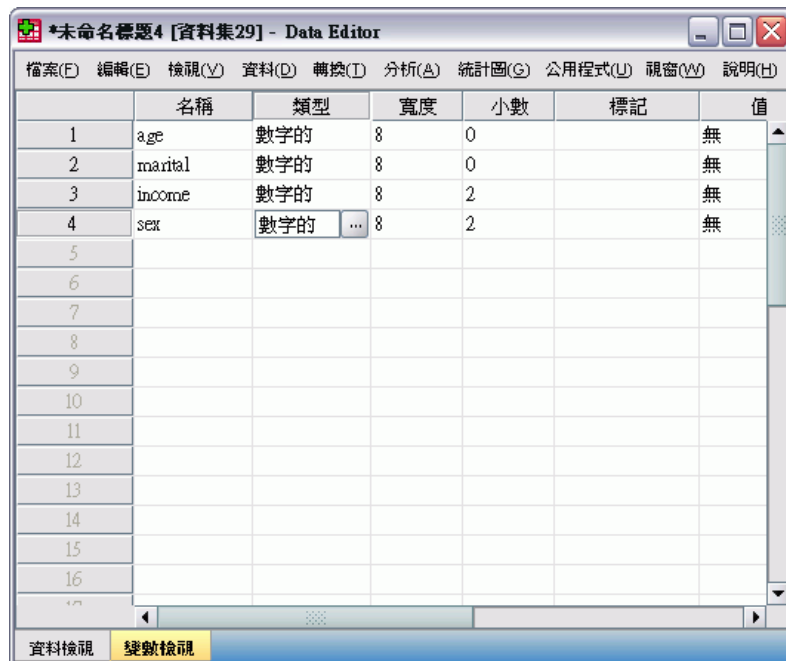 *未命名標題4 [資料集29] - Data Editor
檔案(F) 編輯(E) 檢視(V) 資料(D) 轉換(T) 分析(A) 統計圖(G) 公用程式(U) 視窗(W) 說明(H)
名稱 類型 寬度 小數 標記 值
1 age 數字的 8 0 無
2 marital 數字的 8 0 無
3 income 數字的 8 2 無
4 sex 數字的 ... 8 2 無
5
6
7
8
9
10
11
12
13
14
15
16
17
資料檢視 變數檢視